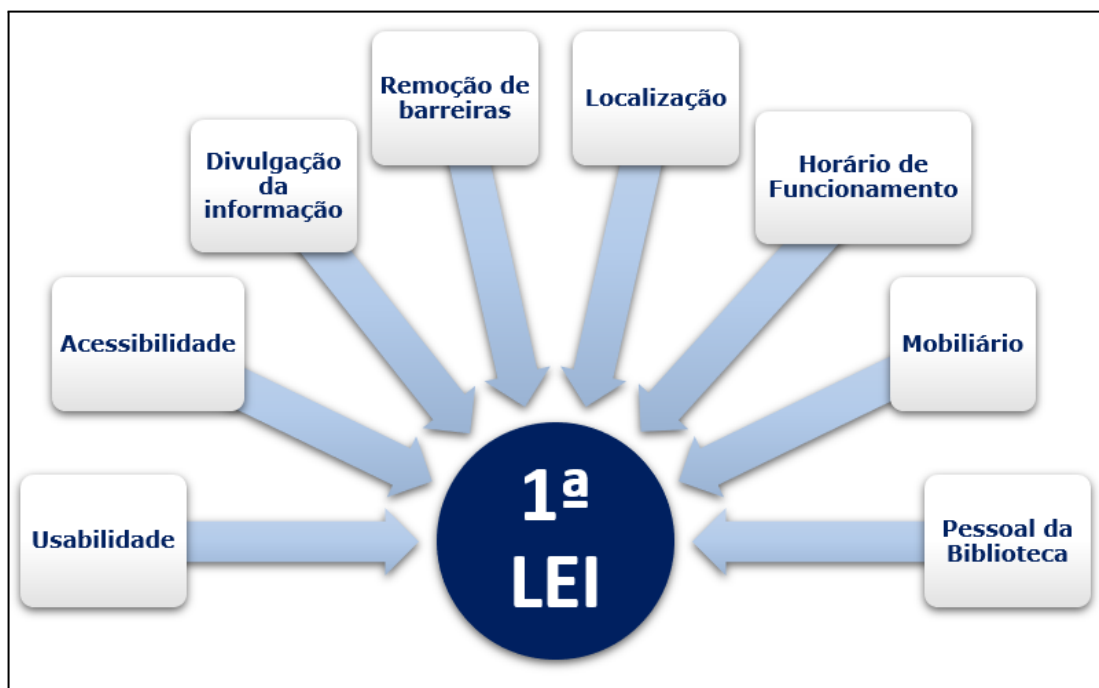 Remoção de
barreiras
Localização
Divulgação
da
informação
Horário de
Funcionamento
Acessibilidade
Mobiliário
Usabilidade
1ª
LEI
Pessoal da
Biblioteca